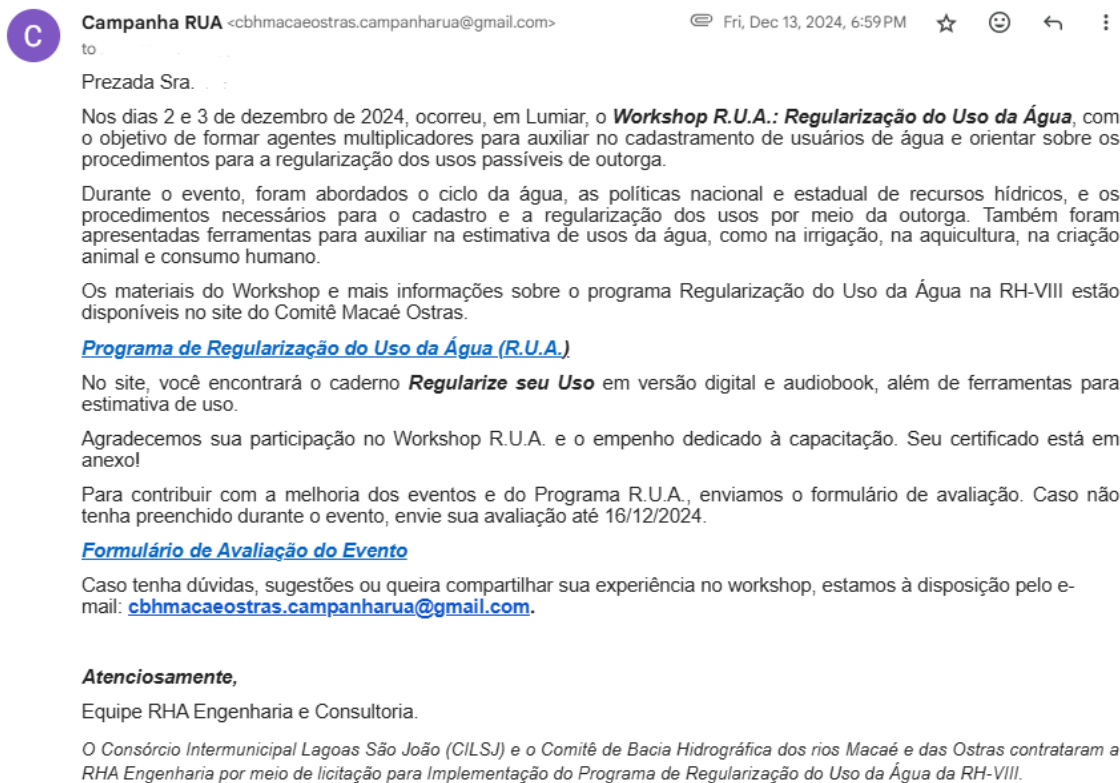 C
Campanha RUA <cbhmacaeostras.campanharua@gmail.com>
Fri, Dec 13, 2024, 6:59 PM
to
Prezada Sra.
Nos dias 2 e 3 de dezembro de 2024, ocorreu, em Lumiar, o Workshop R.U.A.: Regularização do Uso da Água, com
o objetivo de formar agentes multiplicadores para auxiliar no cadastramento de usuários de água e orientar sobre os
procedimentos para a regularização dos usos passíveis de outorga.
Durante o evento, foram abordados o ciclo da água, as políticas nacional e estadual de recursos hídricos, e os
procedimentos necessários para o cadastro e a regularização dos usos por meio da outorga. Também foram
apresentadas ferramentas para auxiliar na estimativa de usos da água, como na irrigação, na aquicultura, na criação
animal e consumo humano.
Os materiais do Workshop e mais informações sobre o programa Regularização do Uso da Água na RH-VIII estão
disponíveis no site do Comitê Macaé Ostras.
Programa de Regularização do Uso da Água (R.U.A.)
No site, você encontrará o caderno Regularize seu Uso em versão digital e audiobook, além de ferramentas para
estimativa de uso.
Agradecemos sua participação no Workshop R.U.A. e o empenho dedicado à capacitação. Seu certificado está em
anexo!
Para contribuir com a melhoria dos eventos e do Programa R.U.A., enviamos o formulário de avaliação. Caso não
tenha preenchido durante o evento, envie sua avaliação até 16/12/2024.
Formulário de Avaliação do Evento
Caso tenha dúvidas, sugestões ou queira compartilhar sua experiência no workshop, estamos à disposição pelo e-
mail: cbhmacaeostras.campanharua@gmail.com.
Atenciosamente,
Equipe RHA Engenharia e Consultoria.
O Consórcio Intermunicipal Lagoas São João (CILSJ) e o Comitê de Bacia Hidrográfica dos rios Macaé e das Ostras contrataram a
RHA Engenharia por meio de licitação para Implementação do Programa de Regularização do Uso da Água da RH-VIII.